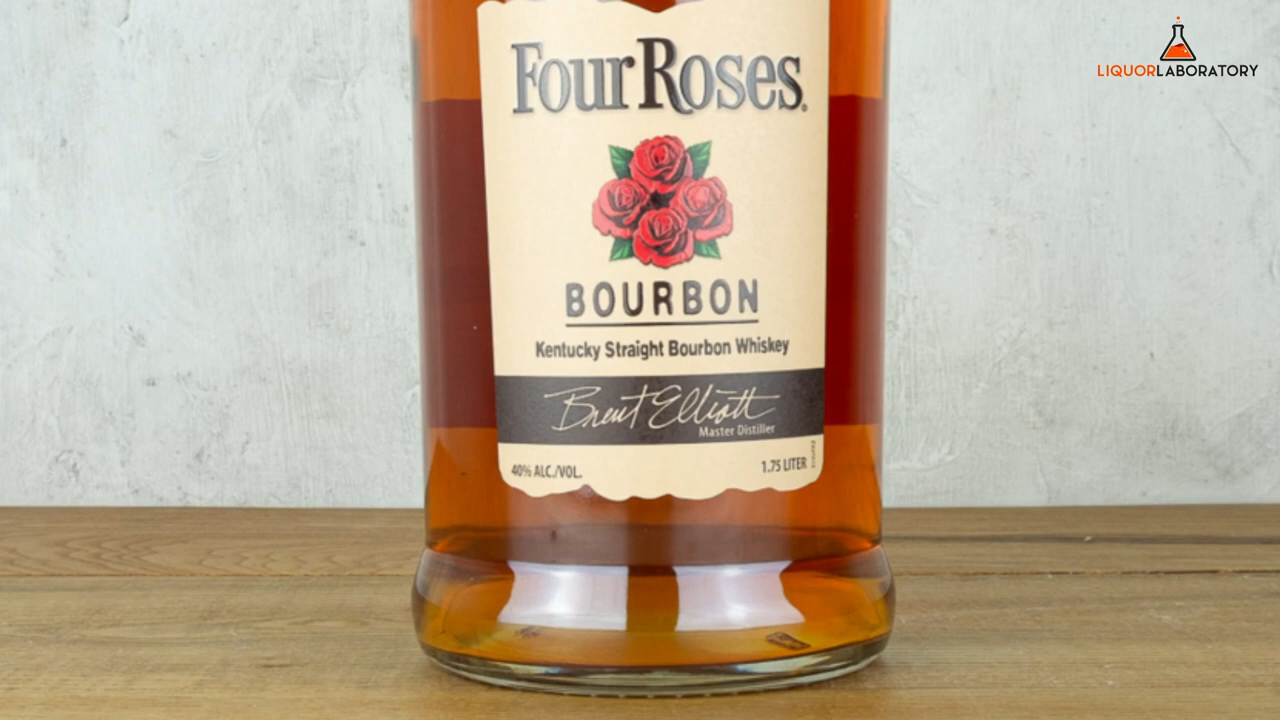 LIQUORLABORATORY
Four Roses®
BOURBON
Kentucky Straight Bourbon Whiskey
Brent Elliott
Master Distiller
40% ALC./VOL.
1.75 LITER